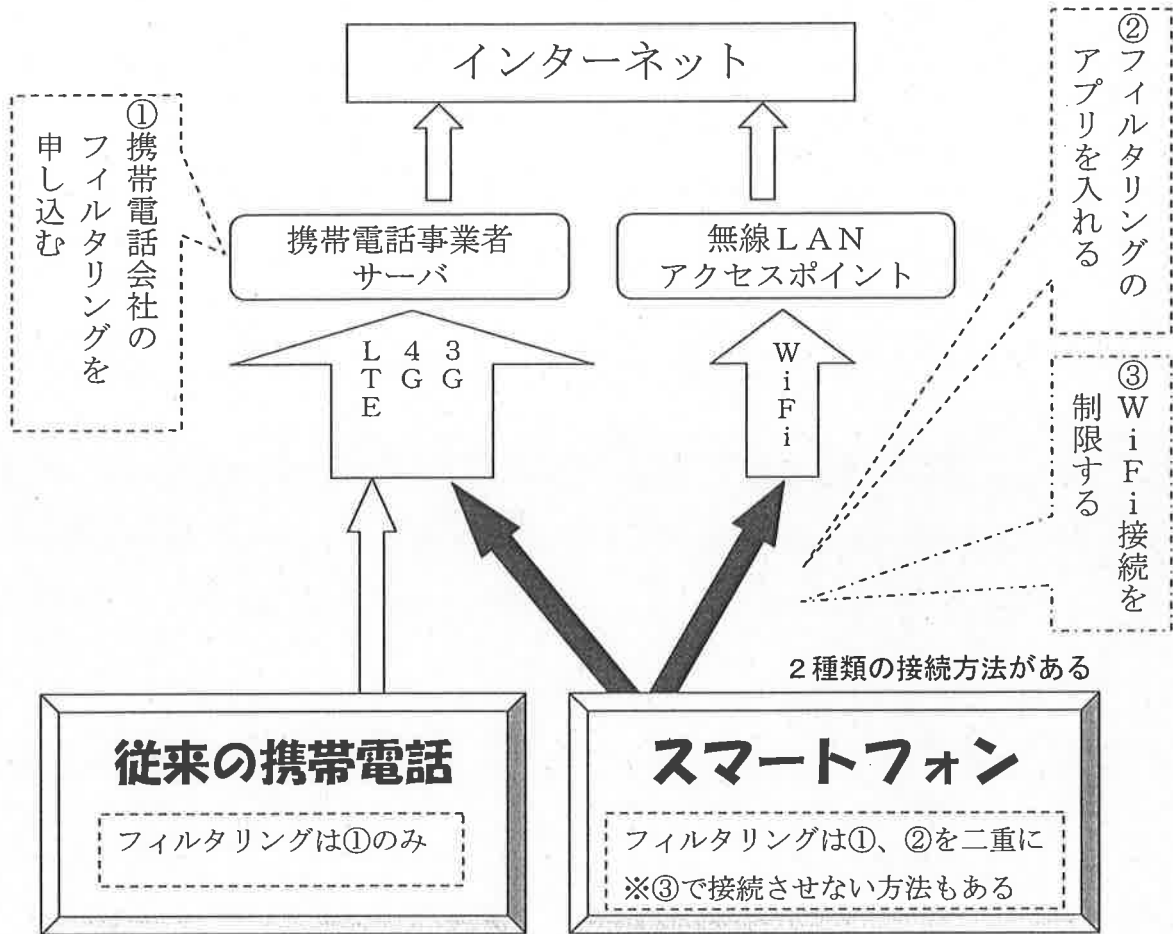 インターネット
①携帯電話会社の
フィルタリングを
申し込む
②フィルタリングの
アプリを入れる
携帯電話事業者
サーバ
無線ＬＡＮ
アクセスポイント
3G
4G
LTE
WiFi
③WiFi接続を
制限する
２種類の接続方法がある
従来の携帯電話
フィルタリングは①のみ
スマートフォン
フィルタリングは①、②を二重に
※③で接続させない方法もある